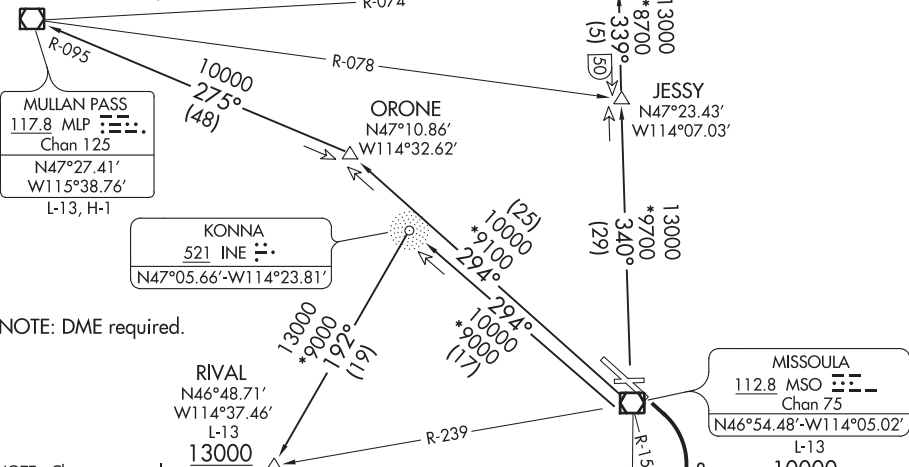 R-074
R-095
R-078
10000
275°
(48)
13000
*8700
339°
(5)
50
MULLAN PASS
117.8 MLP
Chan 125
N47°27.41'
W115°38.76'
L-13, H-1
ORONE
N47°10.86'
W114°32.62'
JESSY
N47°23.43'
W114°07.03'
KONNA
521 INE
N47°05.66'-W114°23.81'
(25)
10000
*9100
294°
294°
10000
*9000
(17)
13000
*9700
340°
(29)
NOTE: DME required.
13000
*9000
192°
(19)
RIVAL
N46°48.71'
W114°37.46'
L-13
13000
R-239
R-15
MISSOULA
112.8 MSO
Chan 75
N46°54.48'-W114°05.02'
L-13
10000